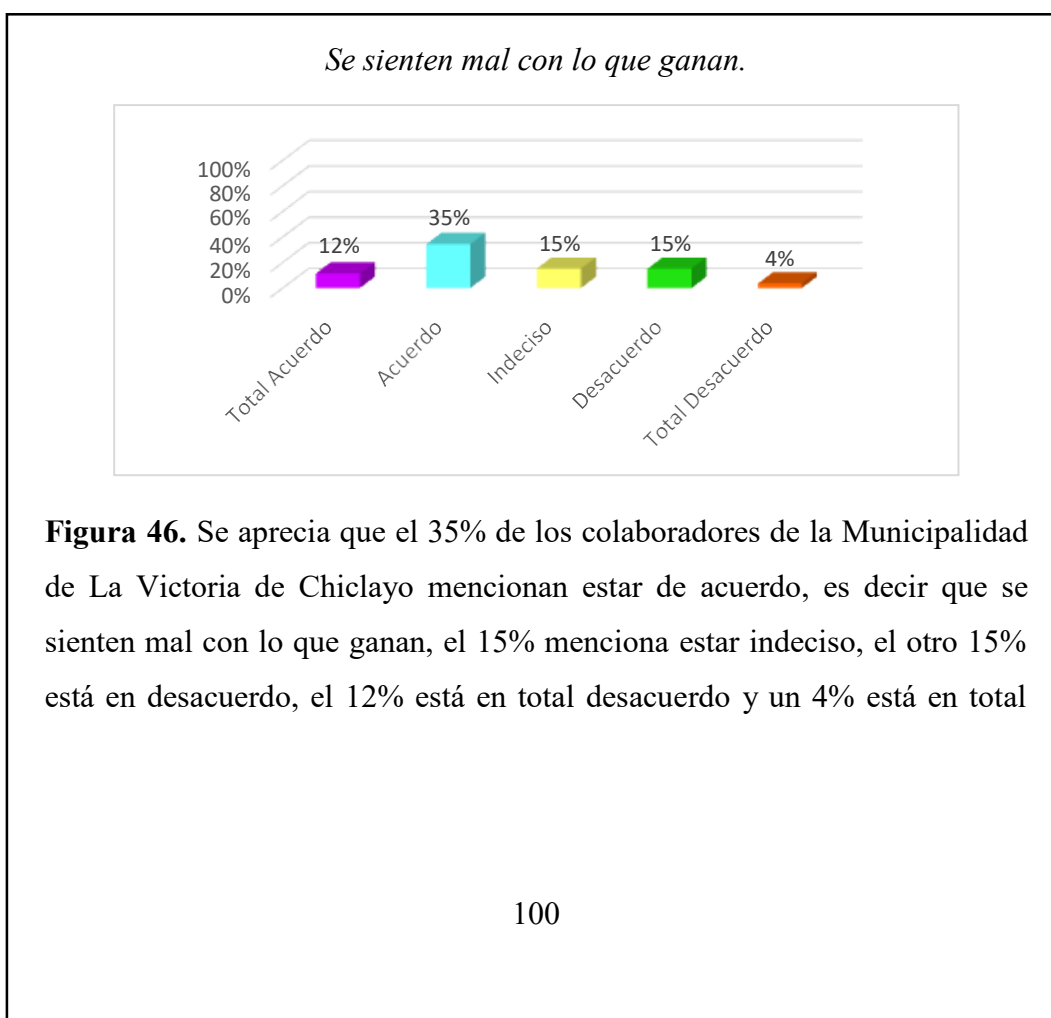 Se sienten mal con lo que ganan.
100%
80%
60%
40%
20%
0%
12%
35%
15%
15%
4%
Total Acuerdo
Acuerdo
Indeciso
Desacuerdo
Total Desacuerdo
Figura 46. Se aprecia que el 35% de los colaboradores de la Municipalidad
de La Victoria de Chiclayo mencionan estar de acuerdo, es decir que se
sienten mal con lo que ganan, el 15% menciona estar indeciso, el otro 15%
está en desacuerdo, el 12% está en total desacuerdo y un 4% está en total
100